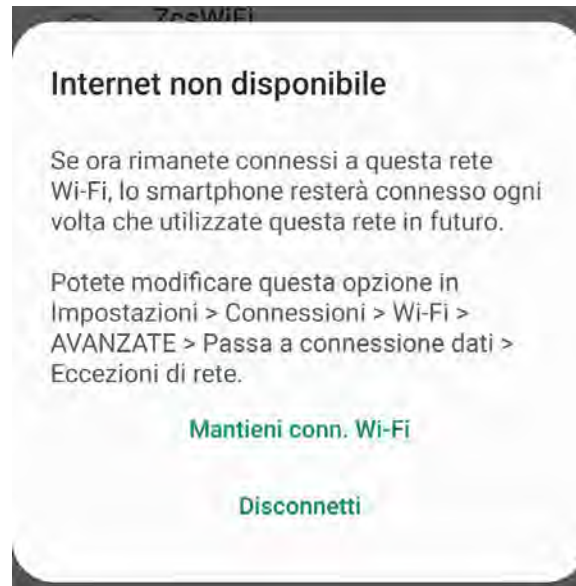 ZcsWiFi
Internet non disponibile
Se ora rimanete connessi a questa rete
Wi-Fi, lo smartphone resterà connesso ogni
volta che utilizzate questa rete in futuro.
Potete modificare questa opzione in
Impostazioni > Connessioni > Wi-Fi >
AVANZATE > Passa a connessione dati >
Eccezioni di rete.
Mantieni conn. Wi-Fi
Disconnetti